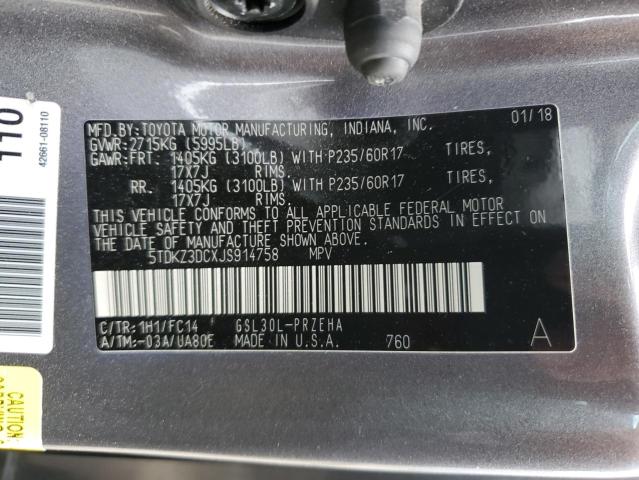 MFD.BY:TOYOTA MOTOR MANUFACTURING, INDIANA, INC. 01/18
GVWR:2715KG (5995LB)
GAWR:FRT. 1405KG (3100LB) WITH P235/60R17 TIRES,
17X7J RIMS.
RR. 1405KG (3100LB) WITH P235/60R17 TIRES,
17X7J RIMS.
THIS VEHICLE CONFORMS TO ALL APPLICABLE FEDERAL MOTOR
VEHICLE SAFETY AND THEFT PREVENTION STANDARDS IN EFFECT ON
THE DATE OF MANUFACTURE SHOWN ABOVE.
5TDKZ3DCXJS914758 MPV
C/TR:1H1/FC14 GSL30L-PRZEHA
A/TM:-03A/UA80E MADE IN U.S.A. 760 A
110
42661-08110
CAUTION: